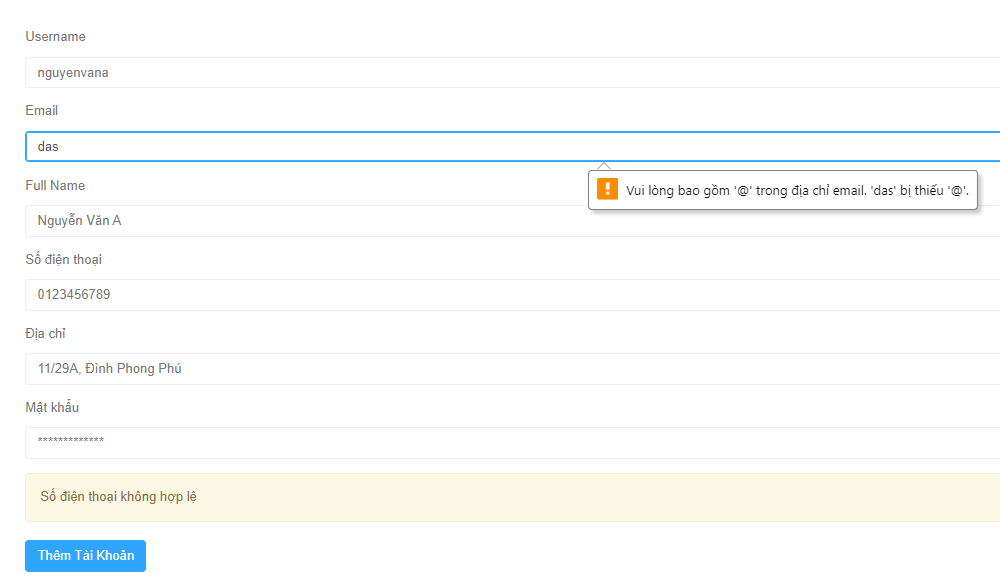 Username
nguyenvana
Email
das
Vui lòng bao gồm '@' trong địa chỉ email. 'das' bị thiếu '@'.
Full Name
Nguyễn Văn A
Số điện thoại
0123456789
Địa chỉ
11/29A, Đình Phong Phú
Mật khẩu
*************
Số điện thoại không hợp lệ
Thêm Tài Khoản